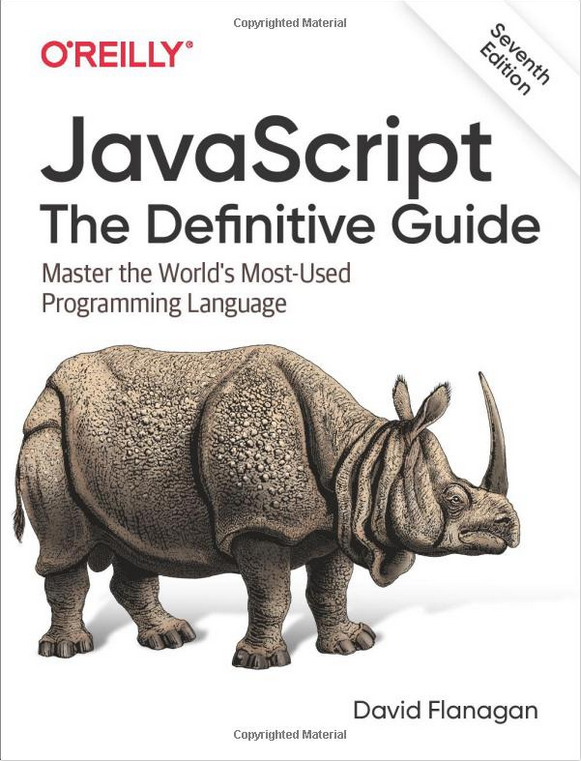 Copyrighted Material
O'REILLY®
Seventh
Edition
JavaScript
The Definitive Guide
Master the World's Most-Used
Programming Language
David Flanagan
Copyrighted Material